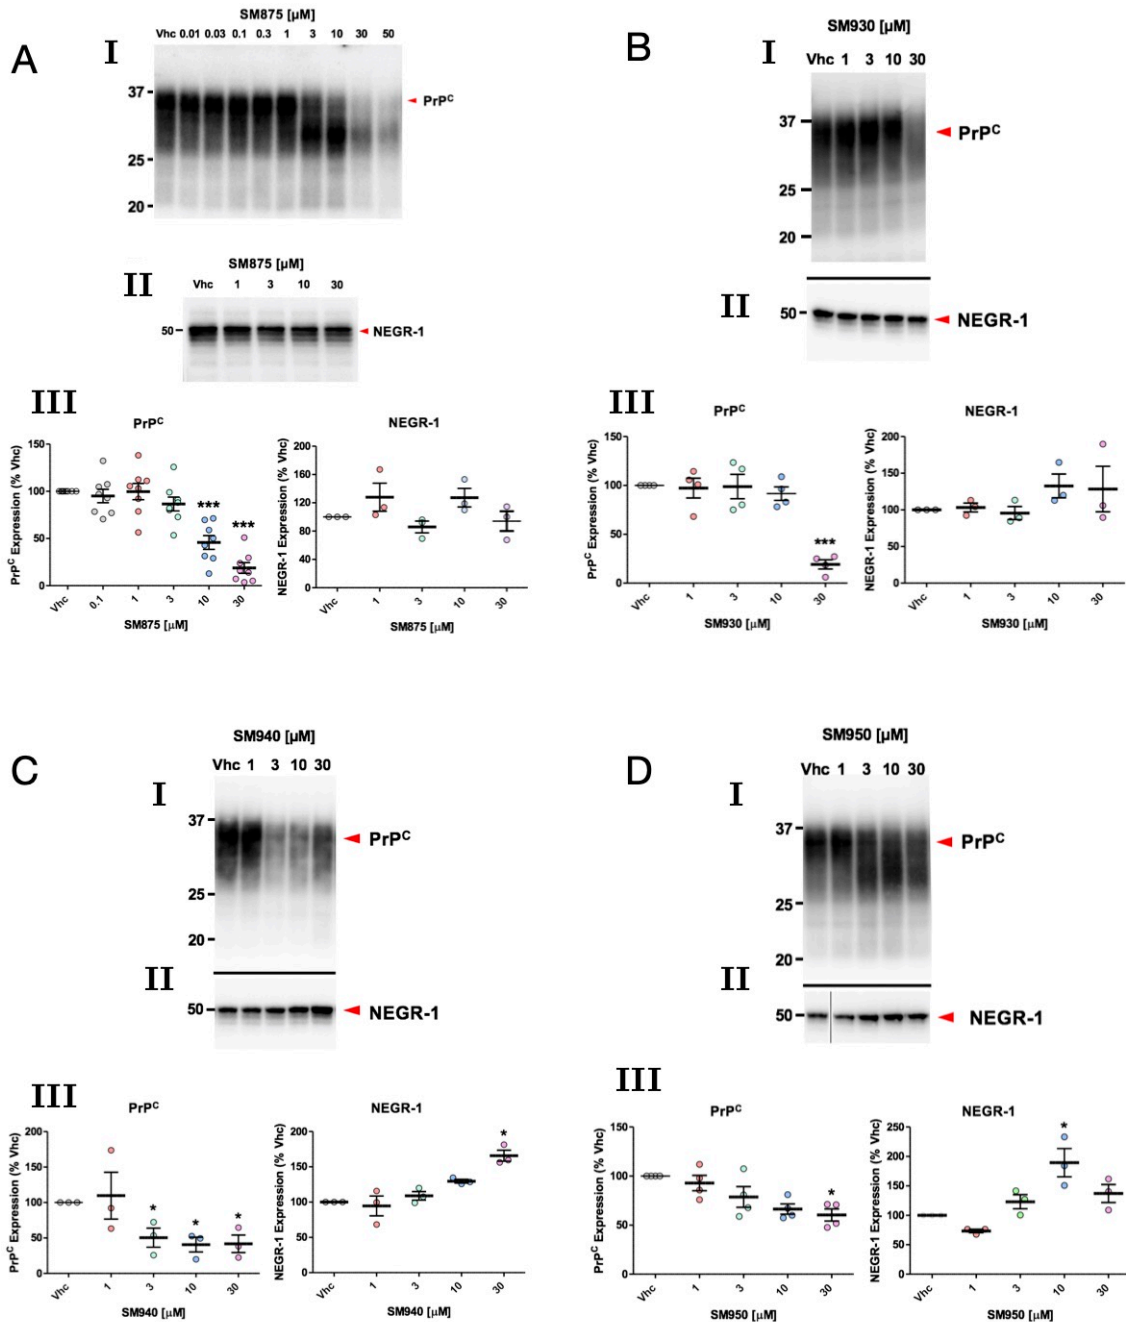 A
I
SM875 [µM]
Vhc 0.01 0.03 0.1 0.3 1 3 10 30 50
37
25
20
PrPC
II
SM875 [µM]
Vhc 1 3 10 30
50
NEGR-1
III
PrPC
PrPC Expression (% Vhc)
150
100
50
0
***
***
Vhc 0.1 1 3 10 30
SM875 [µM]
NEGR-1
NEGR-1 Expression (% Vhc)
200
150
100
50
0
Vhc 1 3 10 30
SM875 [µM]
B
I
SM930 [µM]
Vhc 1 3 10 30
37
25
20
PrPC
II
50
NEGR-1
III
PrPC
PrPC Expression (% Vhc)
150
100
50
0
***
Vhc 1 3 10 30
SM930 [µM]
NEGR-1
NEGR-1 Expression (% Vhc)
200
150
100
50
0
Vhc 1 3 10 30
SM930 [µM]
C
I
SM940 [µM]
Vhc 1 3 10 30
37
25
20
PrPC
II
50
NEGR-1
III
PrPC
PrPC Expression (% Vhc)
200
150
100
50
0
* * *
Vhc 1 3 10 30
SM940 [µM]
NEGR-1
NEGR-1 Expression (% Vhc)
200
150
100
50
0
*
Vhc 1 3 10 30
SM940 [µM]
D
I
SM950 [µM]
Vhc 1 3 10 30
37
25
20
PrPC
II
50
NEGR-1
III
PrPC
PrPC Expression (% Vhc)
150
100
50
0
*
Vhc 1 3 10 30
SM950 [µM]
NEGR-1
NEGR-1 Expression (% Vhc)
250
200
150
100
50
0
*
Vhc 1 3 10 30
SM950 [µM]